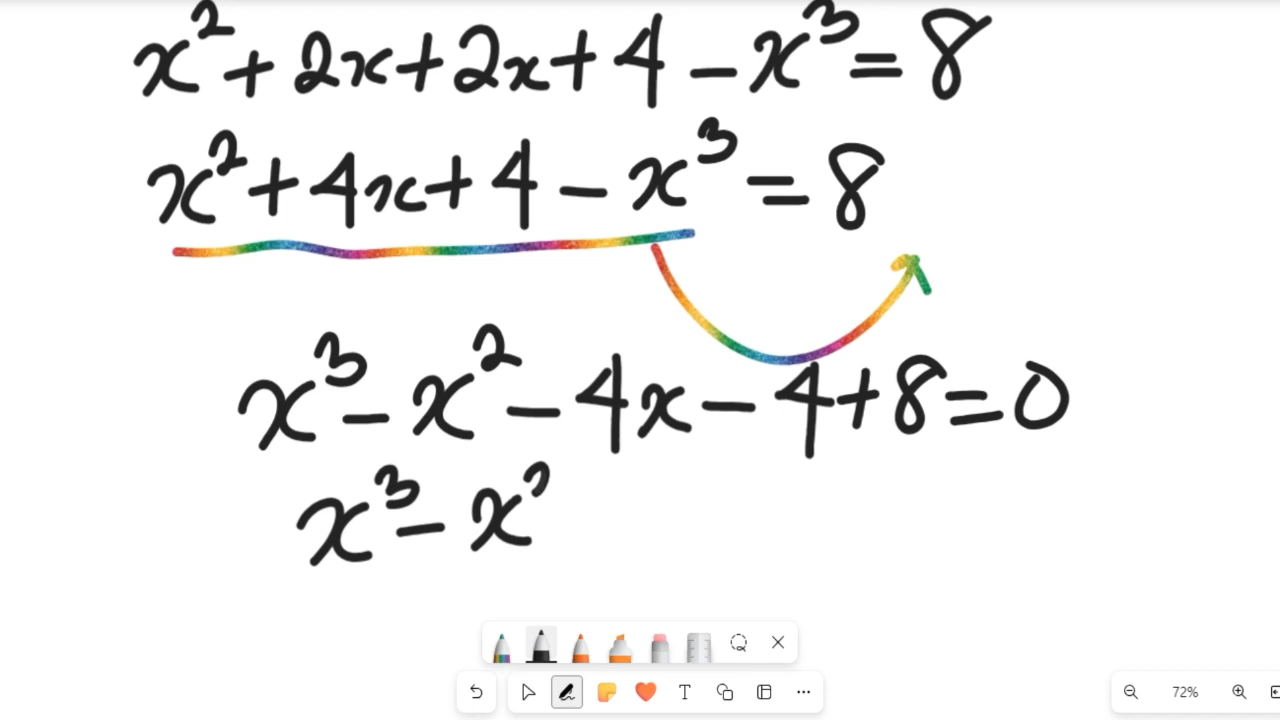 x² + 2x + 2x + 4 − x³ = 8
x² + 4x + 4 − x³ = 8
x³ − x² − 4x − 4 + 8 = 0
x³ − x²
T
72%